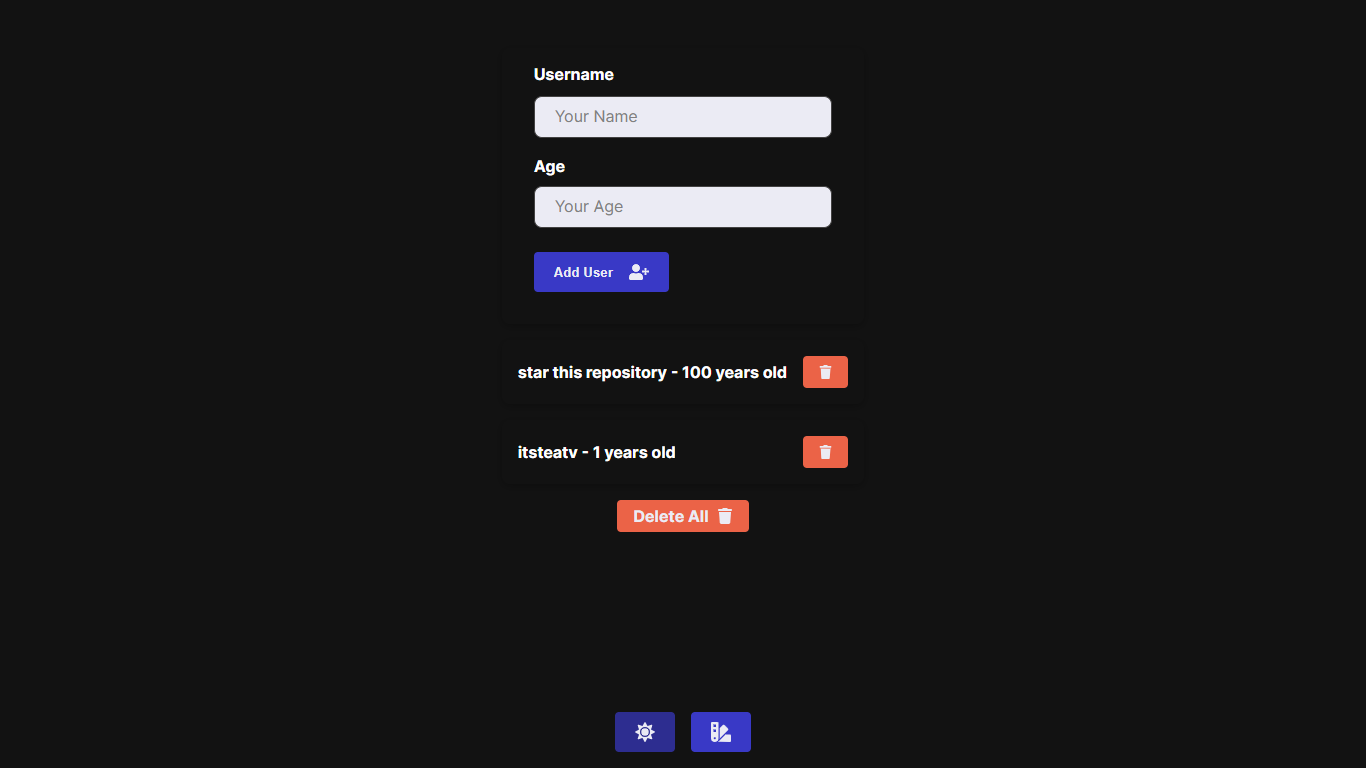 Username
Your Name
Age
Your Age
Add User
star this repository - 100 years old
itsteatv - 1 years old
Delete All